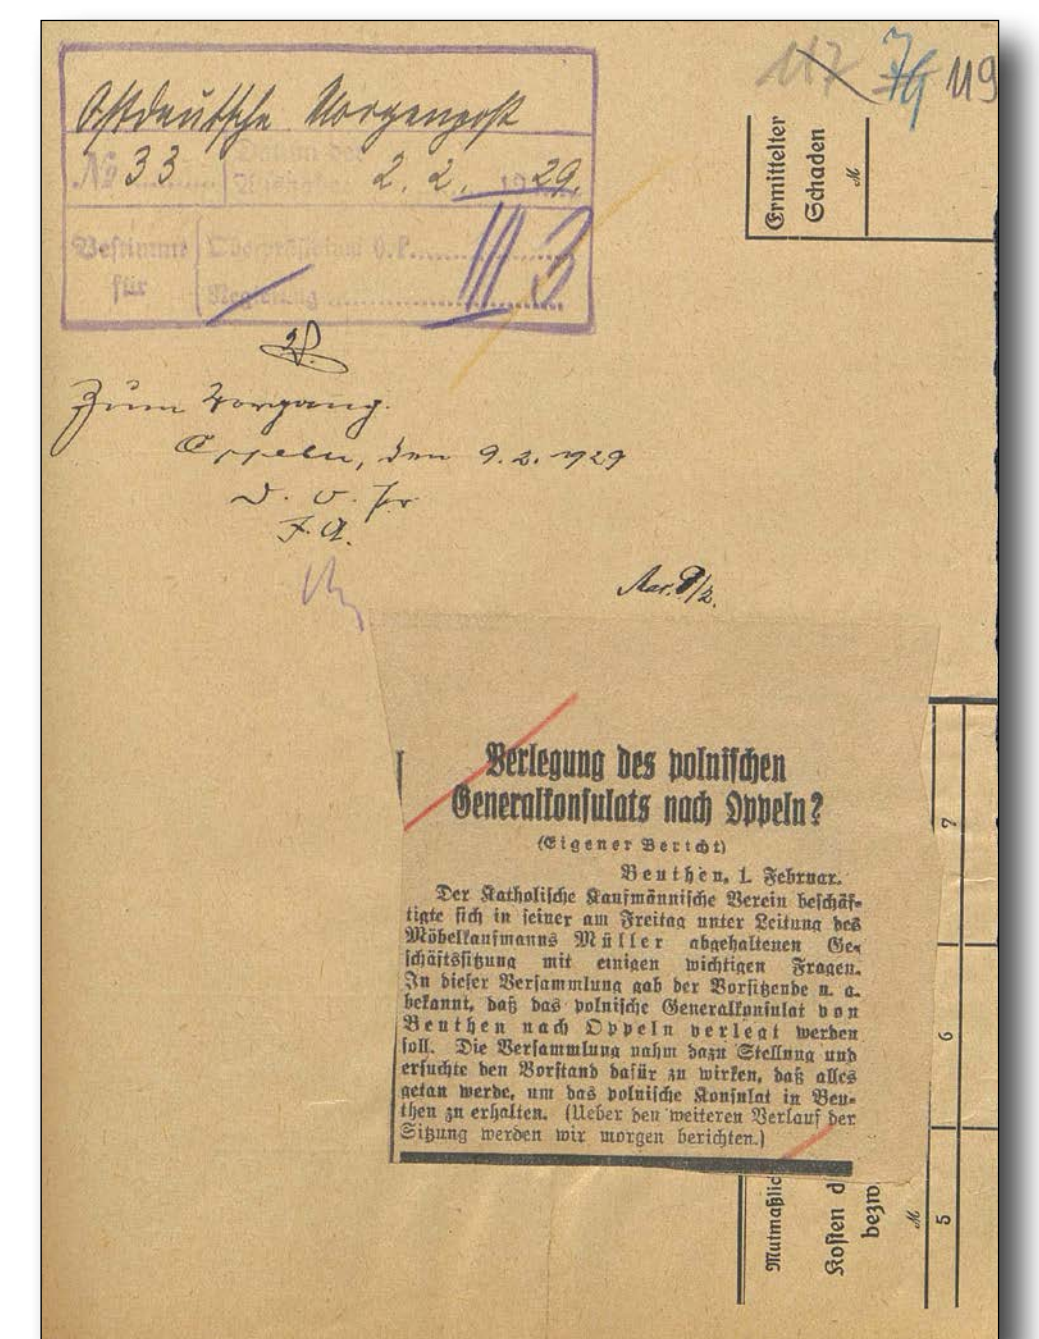 117 74 119
Ostdeutsche Morgenpost
No 33 Datum der Ausgabe 2. 2. 1929.
Bestimmt für
Oberpräsidium O.P. III 3
Regierung
Ermittelter
Schaden
M
Zum Vorgang.
Oppeln, den 9.2.1929
J. A.
9/2.
Verlegung des polnischen
Generalkonsulats nach Oppeln?
(Eigener Bericht)
Beuthen, 1. Februar.
Der Katholische Kaufmännische Verein beschäf-
tigte sich in seiner am Freitag unter Leitung des
Möbelkaufmanns Müller abgehaltenen Ge-
schäftssitzung mit einigen wichtigen Fragen.
In dieser Versammlung gab der Vorsitzende u. a.
bekannt, daß das polnische Generalkonsulat von
Beuthen nach Oppeln verlegt werden
soll. Die Versammlung nahm dazu Stellung und
ersuchte den Vorstand dafür zu wirken, daß alles
getan werde, um das polnische Konsulat in Beu-
then zu erhalten. (Ueber den weiteren Verlauf der
Sitzung werden wir morgen berichten.)
7
6
5
Mutmaßlic
Kosten d
bezw
M